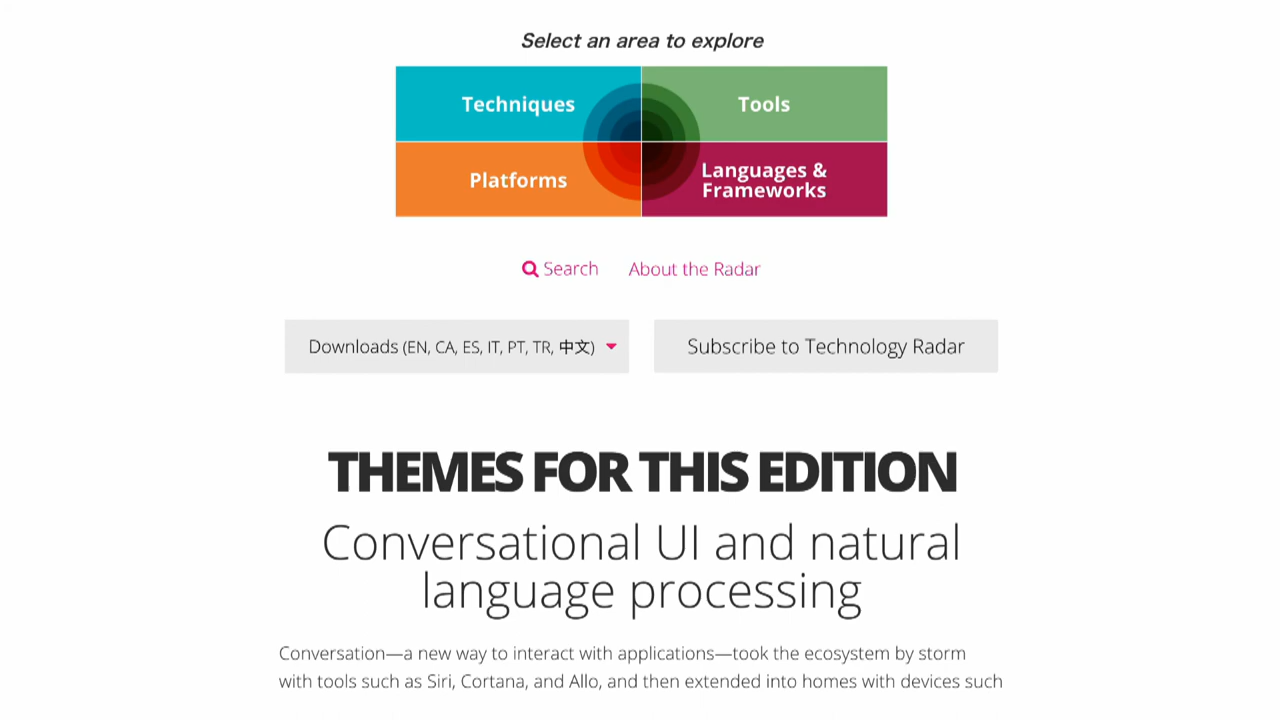 Select an area to explore
Techniques
Tools
Platforms
Languages &
Frameworks
Search
About the Radar
Downloads (EN, CA, ES, IT, PT, TR, 中文)
Subscribe to Technology Radar
THEMES FOR THIS EDITION
Conversational UI and natural
language processing
Conversation—a new way to interact with applications—took the ecosystem by storm
with tools such as Siri, Cortana, and Allo, and then extended into homes with devices such